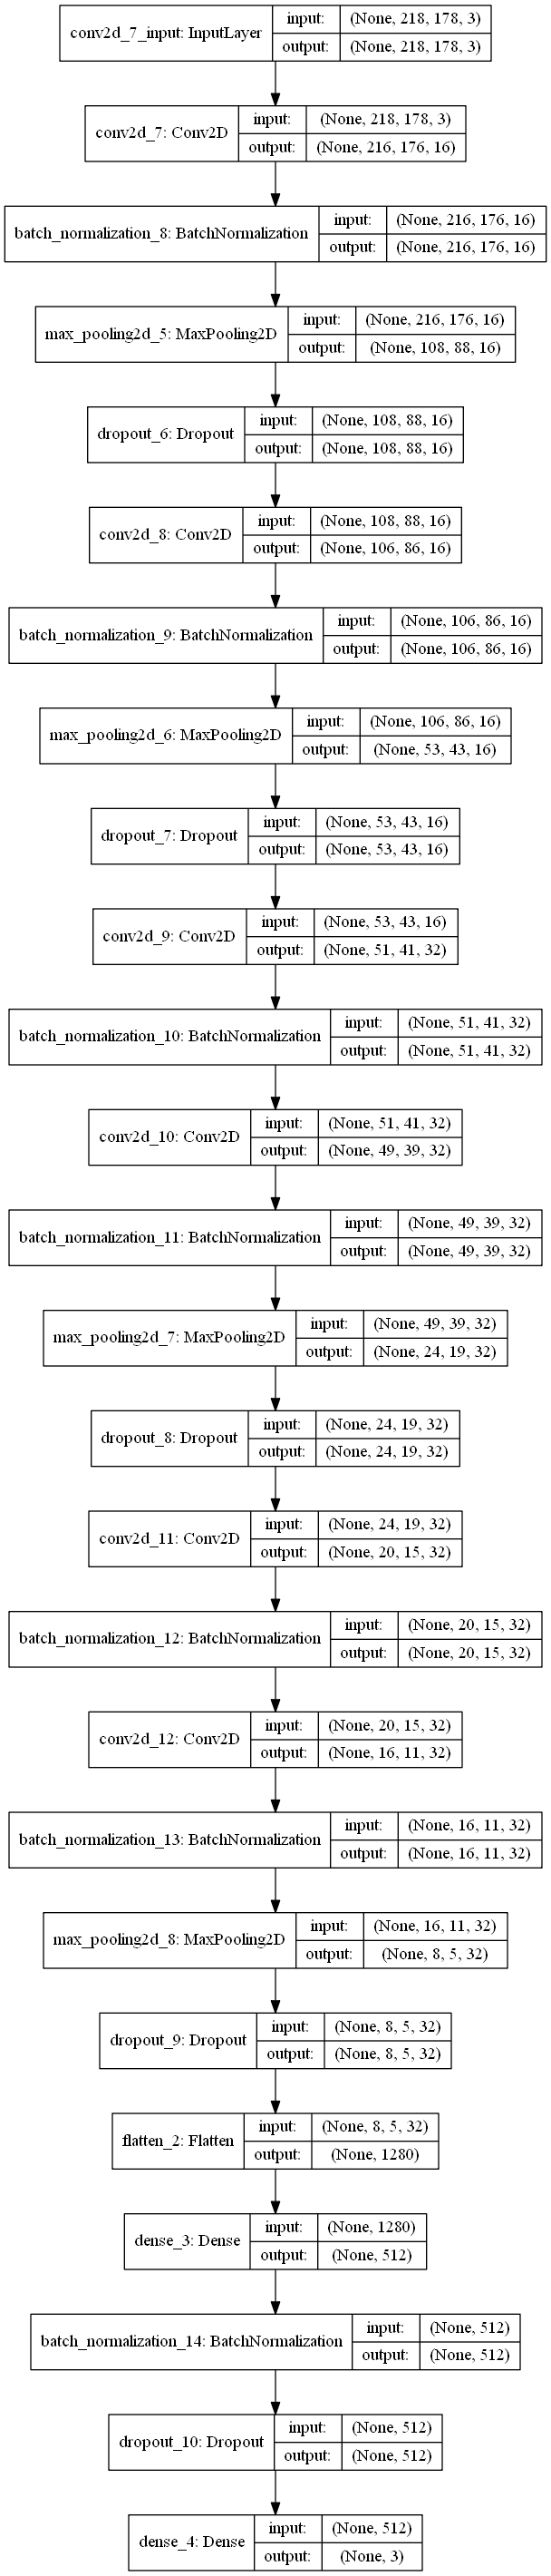 conv2d_7_input: InputLayer
input: (None, 218, 178, 3)
output: (None, 218, 178, 3)
conv2d_7: Conv2D
input: (None, 218, 178, 3)
output: (None, 216, 176, 16)
batch_normalization_8: BatchNormalization
input: (None, 216, 176, 16)
output: (None, 216, 176, 16)
max_pooling2d_5: MaxPooling2D
input: (None, 216, 176, 16)
output: (None, 108, 88, 16)
dropout_6: Dropout
input: (None, 108, 88, 16)
output: (None, 108, 88, 16)
conv2d_8: Conv2D
input: (None, 108, 88, 16)
output: (None, 106, 86, 16)
batch_normalization_9: BatchNormalization
input: (None, 106, 86, 16)
output: (None, 106, 86, 16)
max_pooling2d_6: MaxPooling2D
input: (None, 106, 86, 16)
output: (None, 53, 43, 16)
dropout_7: Dropout
input: (None, 53, 43, 16)
output: (None, 53, 43, 16)
conv2d_9: Conv2D
input: (None, 53, 43, 16)
output: (None, 51, 41, 32)
batch_normalization_10: BatchNormalization
input: (None, 51, 41, 32)
output: (None, 51, 41, 32)
conv2d_10: Conv2D
input: (None, 51, 41, 32)
output: (None, 49, 39, 32)
batch_normalization_11: BatchNormalization
input: (None, 49, 39, 32)
output: (None, 49, 39, 32)
max_pooling2d_7: MaxPooling2D
input: (None, 49, 39, 32)
output: (None, 24, 19, 32)
dropout_8: Dropout
input: (None, 24, 19, 32)
output: (None, 24, 19, 32)
conv2d_11: Conv2D
input: (None, 24, 19, 32)
output: (None, 20, 15, 32)
batch_normalization_12: BatchNormalization
input: (None, 20, 15, 32)
output: (None, 20, 15, 32)
conv2d_12: Conv2D
input: (None, 20, 15, 32)
output: (None, 16, 11, 32)
batch_normalization_13: BatchNormalization
input: (None, 16, 11, 32)
output: (None, 16, 11, 32)
max_pooling2d_8: MaxPooling2D
input: (None, 16, 11, 32)
output: (None, 8, 5, 32)
dropout_9: Dropout
input: (None, 8, 5, 32)
output: (None, 8, 5, 32)
flatten_2: Flatten
input: (None, 8, 5, 32)
output: (None, 1280)
dense_3: Dense
input: (None, 1280)
output: (None, 512)
batch_normalization_14: BatchNormalization
input: (None, 512)
output: (None, 512)
dropout_10: Dropout
input: (None, 512)
output: (None, 512)
dense_4: Dense
input: (None, 512)
output: (None, 3)